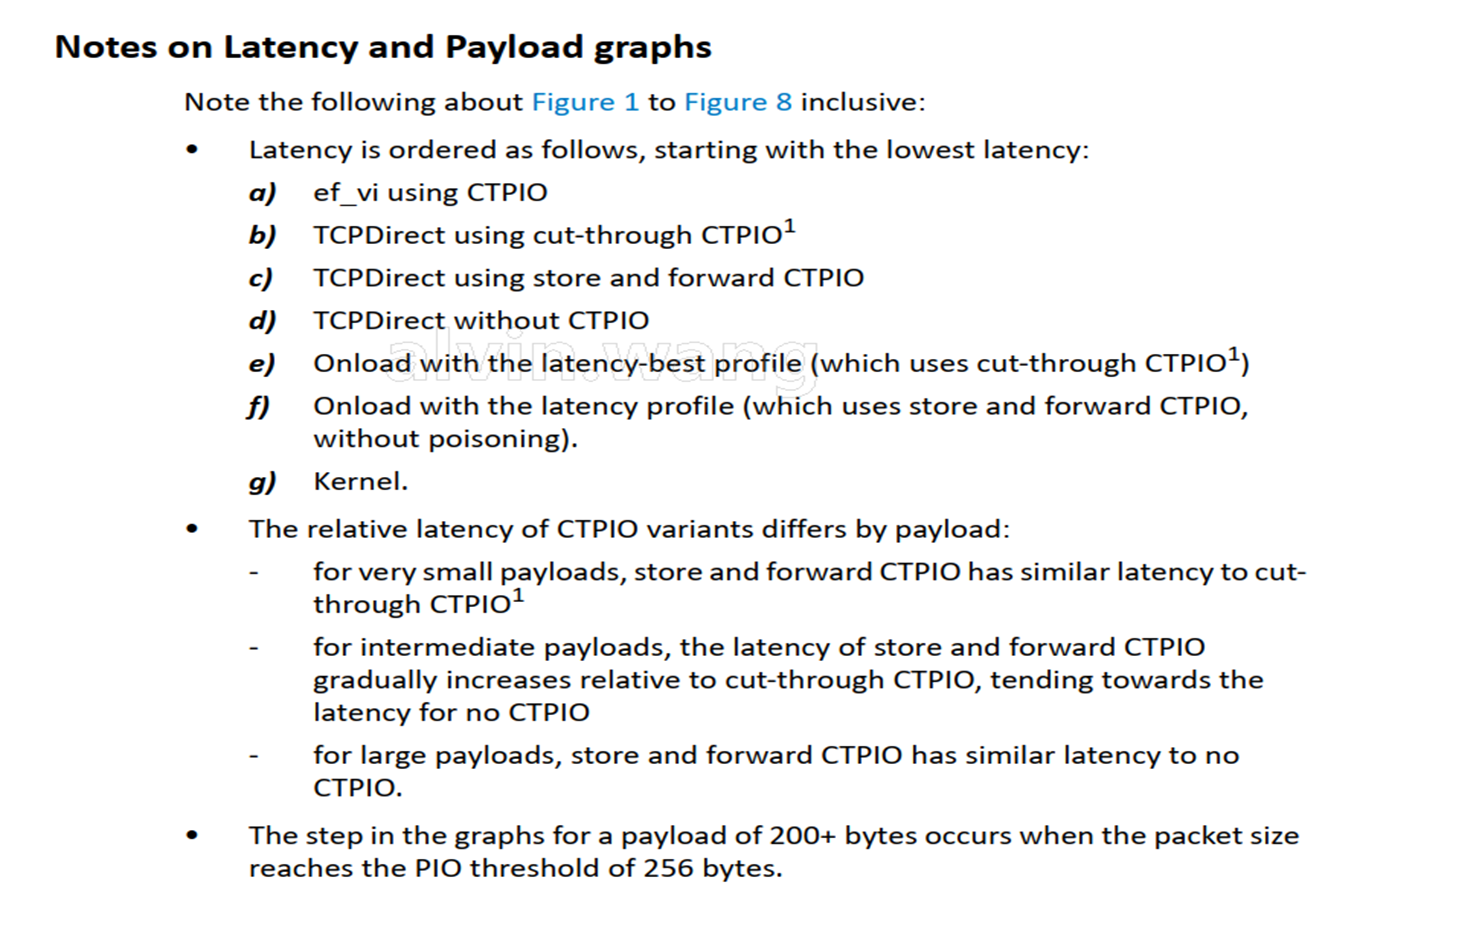 Notes on Latency and Payload graphs
Note the following about Figure 1 to Figure 8 inclusive:
• Latency is ordered as follows, starting with the lowest latency:
a) ef_vi using CTPIO
b) TCPDirect using cut-through CTPIO¹
c) TCPDirect using store and forward CTPIO
d) TCPDirect without CTPIO
alvin.wang
e) Onload with the latency-best profile (which uses cut-through CTPIO¹)
f) Onload with the latency profile (which uses store and forward CTPIO,
without poisoning).
g) Kernel.
• The relative latency of CTPIO variants differs by payload:
- for very small payloads, store and forward CTPIO has similar latency to cut-
through CTPIO¹
- for intermediate payloads, the latency of store and forward CTPIO
gradually increases relative to cut-through CTPIO, tending towards the
latency for no CTPIO
- for large payloads, store and forward CTPIO has similar latency to no
CTPIO.
• The step in the graphs for a payload of 200+ bytes occurs when the packet size
reaches the PIO threshold of 256 bytes.